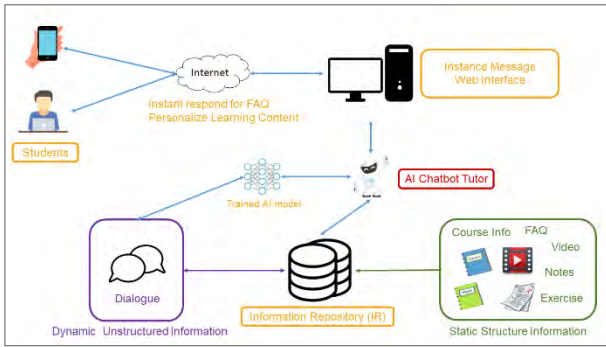 Internet
Instance Message
Web Interface
Instant respond for FAQ
Personalize Learning Content
Students
AI Chatbot Tutor
Trained AI model
Course Info
FAQ
Video
Notes
Exercise
Dialogue
Information Repository (IR)
Dynamic Unstructured Information
Static Structure Information